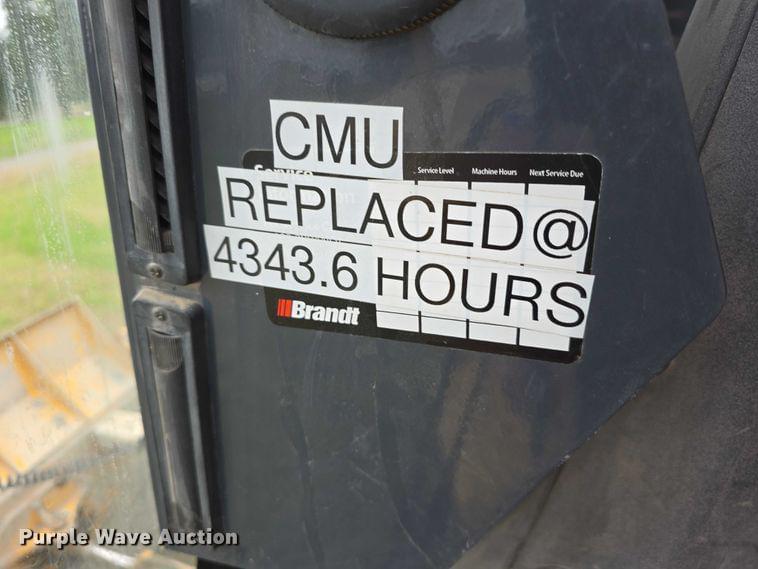 CMU
Service Level Machine Hours Next Service Due
REPLACED@
4343.6 HOURS
Brandt
Purple Wave Auction